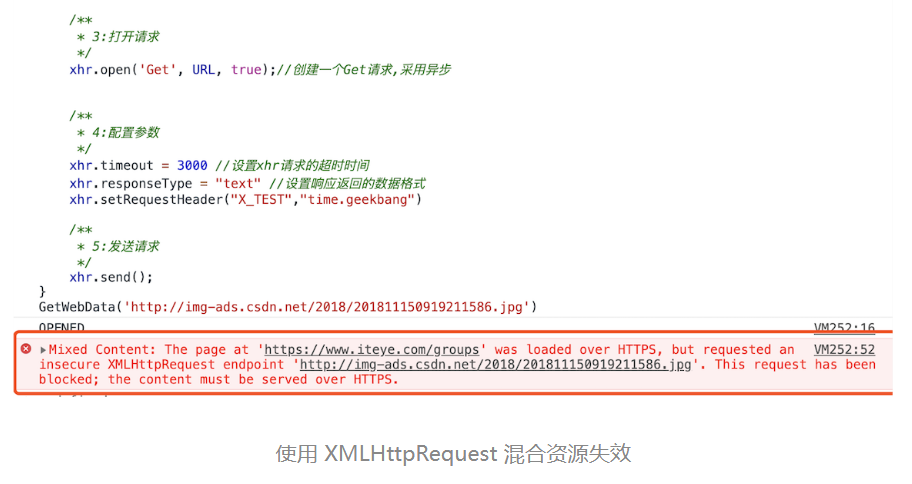 /**
* 3:打开请求
*/
xhr.open('Get', URL, true);//创建一个Get请求,采用异步
/**
* 4:配置参数
*/
xhr.timeout = 3000 //设置xhr请求的超时时间
xhr.responseType = "text" //设置响应返回的数据格式
xhr.setRequestHeader("X_TEST","time.geekbang")
/**
* 5:发送请求
*/
xhr.send();
}
GetWebData('http://img-ads.csdn.net/2018/201811150919211586.jpg')
OPENED VM252:16
Mixed Content: The page at 'https://www.iteye.com/groups' was loaded over HTTPS, but requested an VM252:52
insecure XMLHttpRequest endpoint 'http://img-ads.csdn.net/2018/201811150919211586.jpg'. This request has been
blocked; the content must be served over HTTPS.
使用 XMLHttpRequest 混合资源失效